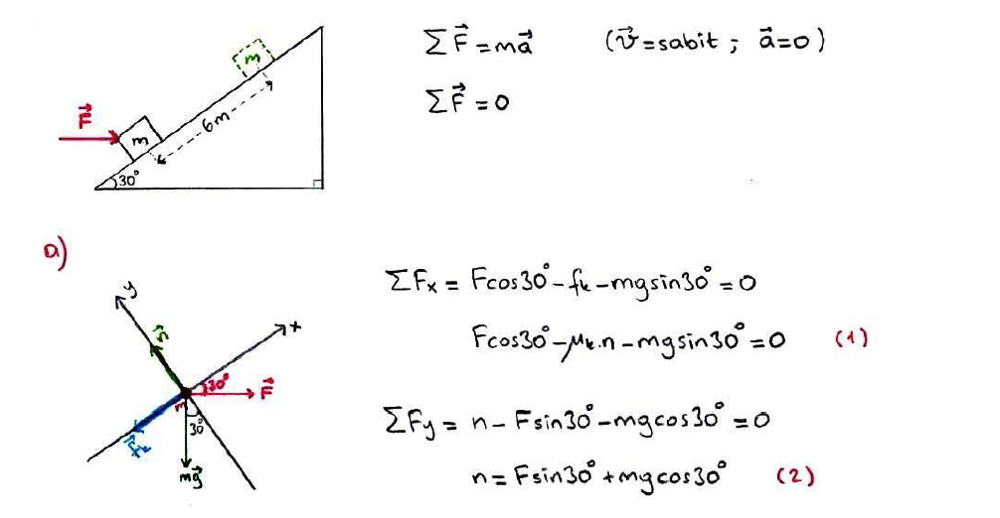 ΣF⃗ = ma⃗ (v⃗ = sabit ; a⃗ = 0)
ΣF⃗ = 0
m
F⃗
m
6m
30°
a)
y
x
n⃗
30°
F⃗
m
30°
f⃗k
mg⃗
ΣFx = Fcos30° - fk - mgsin30° = 0
Fcos30° - μk.n - mgsin30° = 0 (1)
ΣFy = n - Fsin30° - mgcos30° = 0
n = Fsin30° + mgcos30° (2)